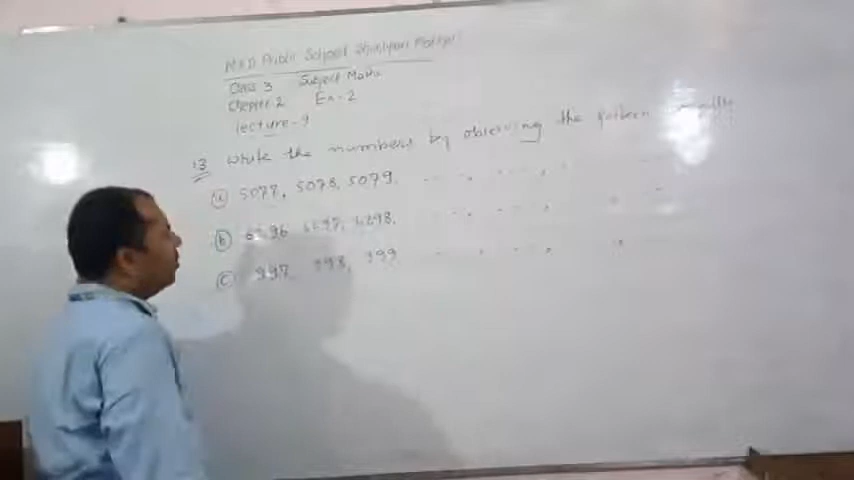 MKD Public School
Class 3 Subject Maths
Chapter-2 Ex-2
Lecture-9
13 Write the numbers by observing the pattern
(a) 5077, 5078, 5079,
(b) 6296 6297, 6298,
(c) 997, 998, 999